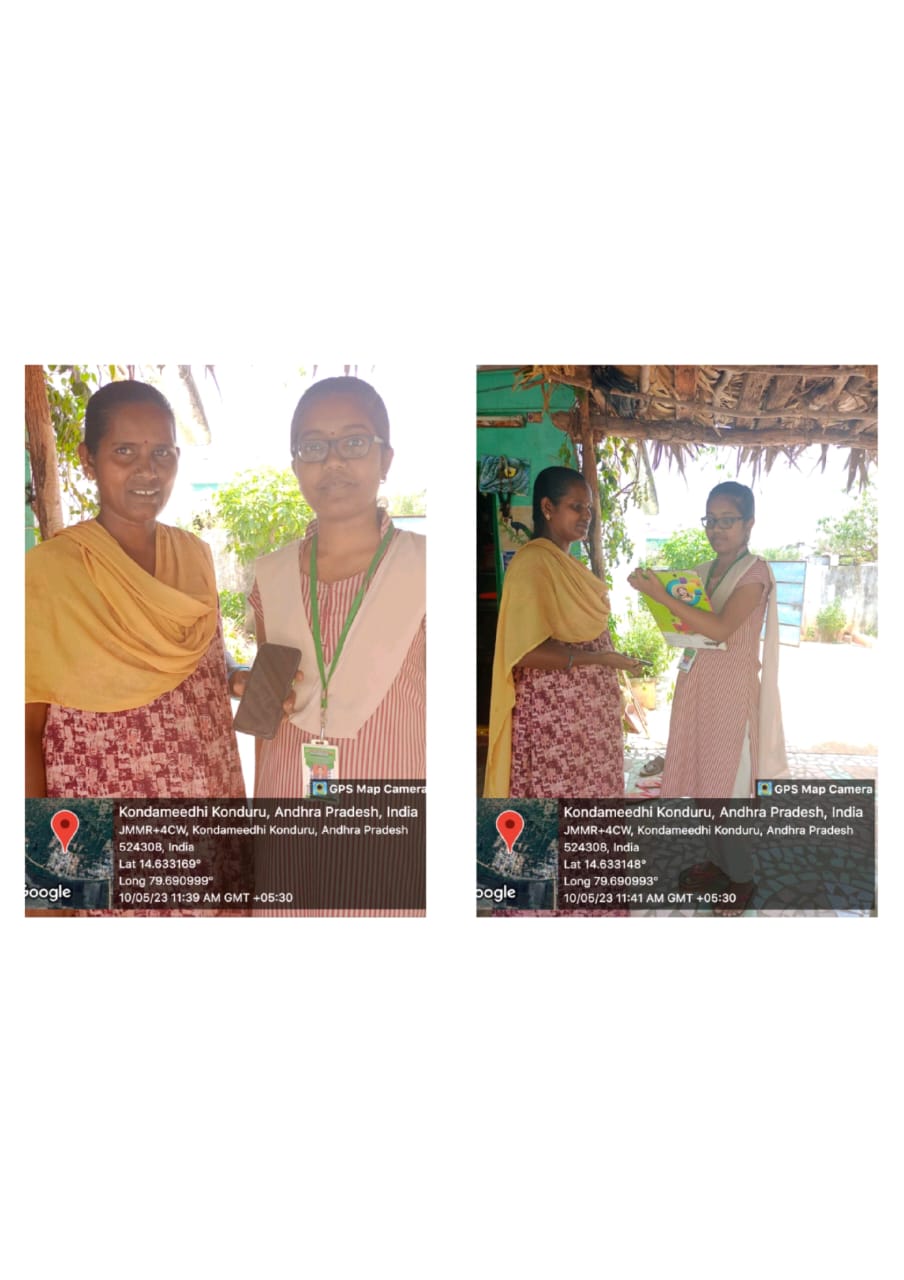 GPS Map Camera
Kondameedhi Konduru, Andhra Pradesh, India
JMMR+4CW, Kondameedhi Konduru, Andhra Pradesh
524308, India
Lat 14.633169°
Long 79.690999°
10/05/23 11:39 AM GMT +05:30
oogle
GPS Map Camera
Kondameedhi Konduru, Andhra Pradesh, India
JMMR+4CW, Kondameedhi Konduru, Andhra Pradesh
524308, India
Lat 14.633148°
Long 79.690993°
10/05/23 11:41 AM GMT +05:30
oogle